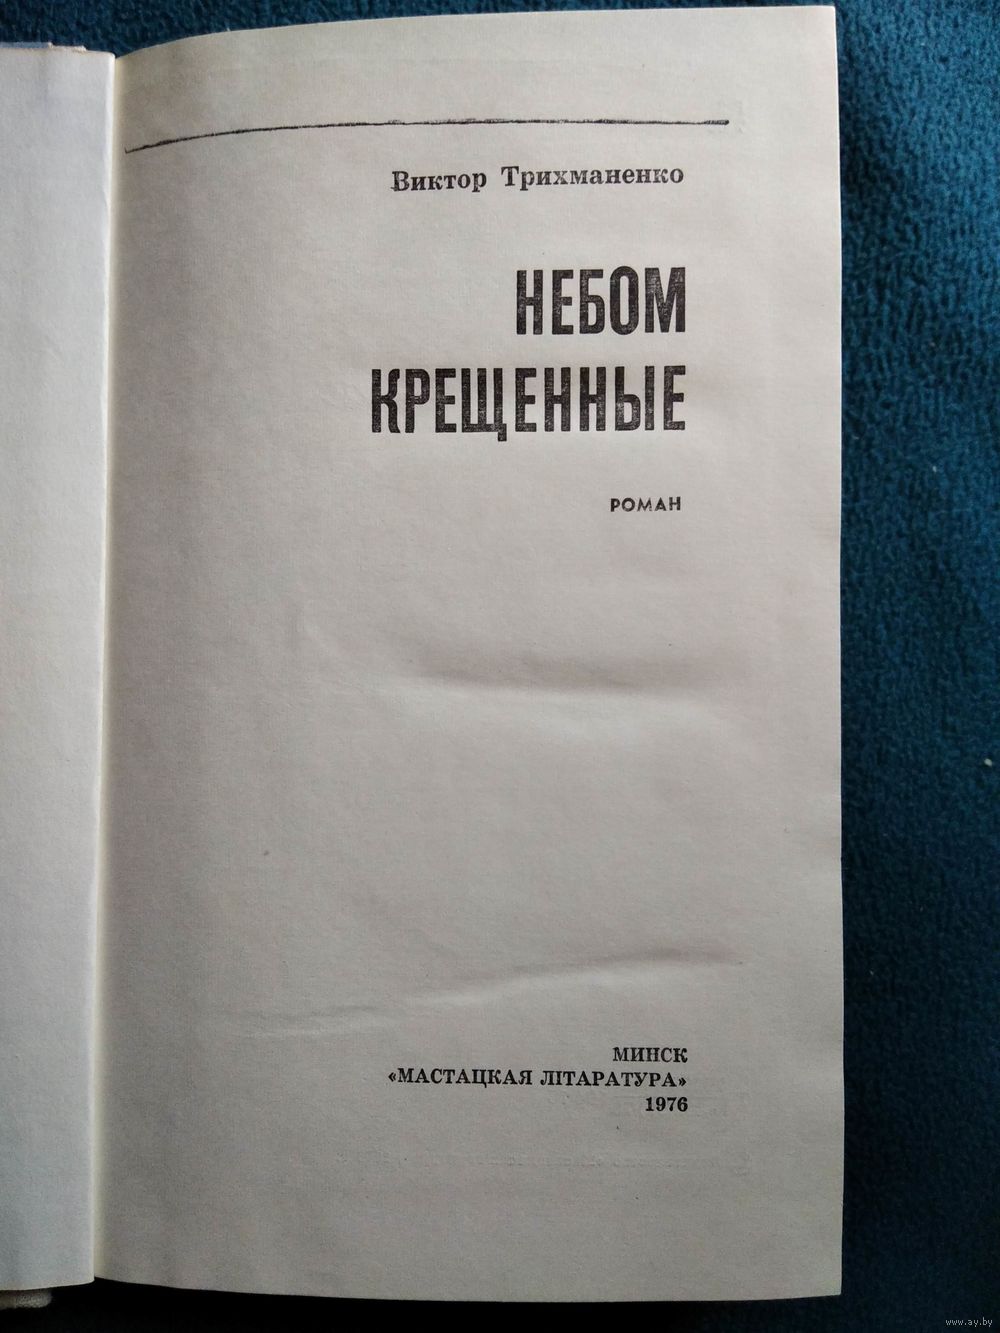 Виктор Трихманенко
НЕБОМ
КРЕЩЕННЫЕ
РОМАН
МИНСК
«МАСТАЦКАЯ ЛІТАРАТУРА»
1976
www.ay.by